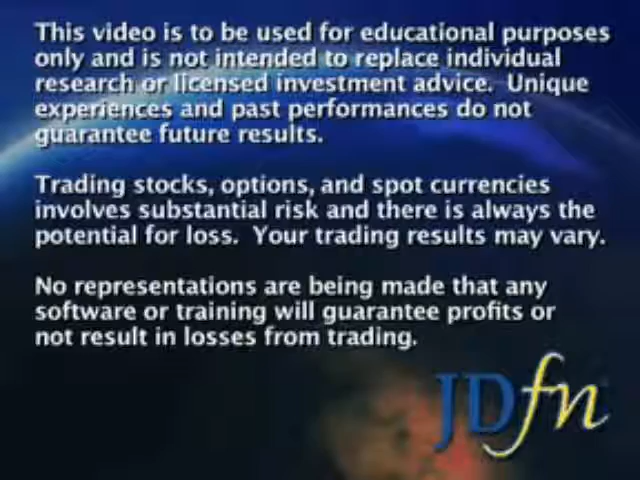 This video is to be used for educational purposes
only and is not intended to replace individual
research or licensed investment advice.  Unique
experiences and past performances do not
guarantee future results.
Trading stocks, options, and spot currencies
involves substantial risk and there is always the
potential for loss.  Your trading results may vary.
No representations are being made that any
software or training will guarantee profits or
not result in losses from trading.
JDfn